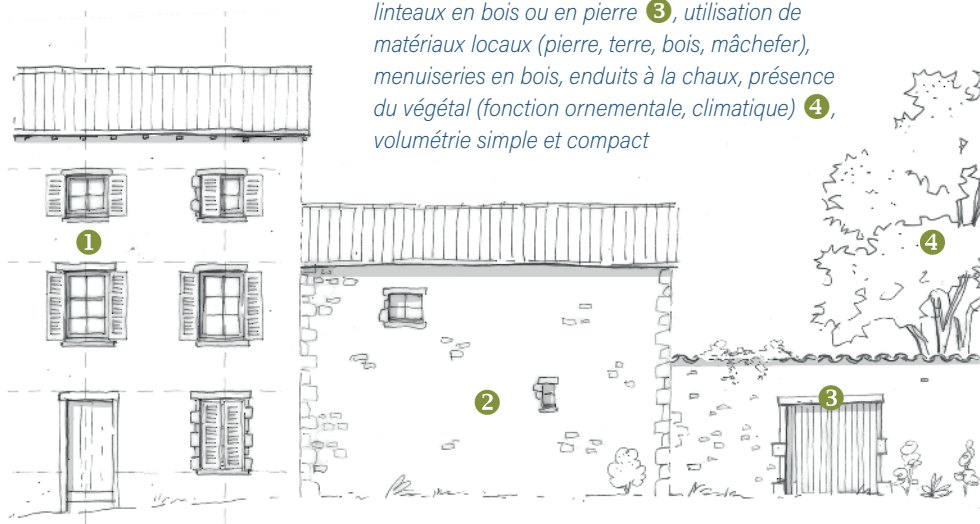 linteaux en bois ou en pierre 3, utilisation de
matériaux locaux (pierre, terre, bois, mâchefer),
menuiseries en bois, enduits à la chaux, présence
du végétal (fonction ornementale, climatique) 4,
volumétrie simple et compact
1
4
3
2